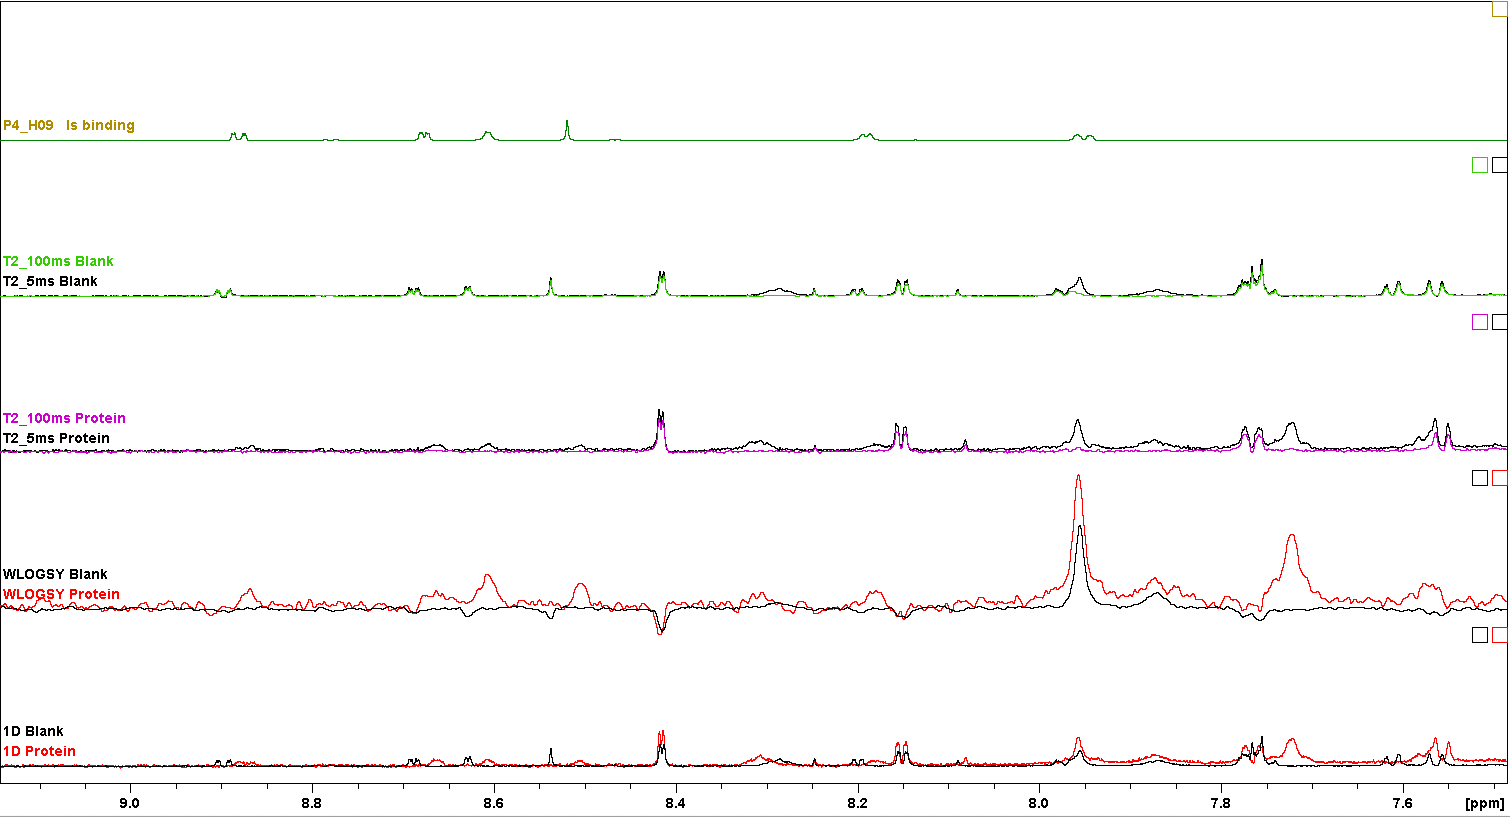 P4_H09 Is binding
T2_100ms Blank
T2_5ms Blank
T2_100ms Protein
T2_5ms Protein
WLOGSY Blank
WLOGSY Protein
1D Blank
1D Protein
9.0 8.8 8.6 8.4 8.2 8.0 7.8 7.6 [ppm]